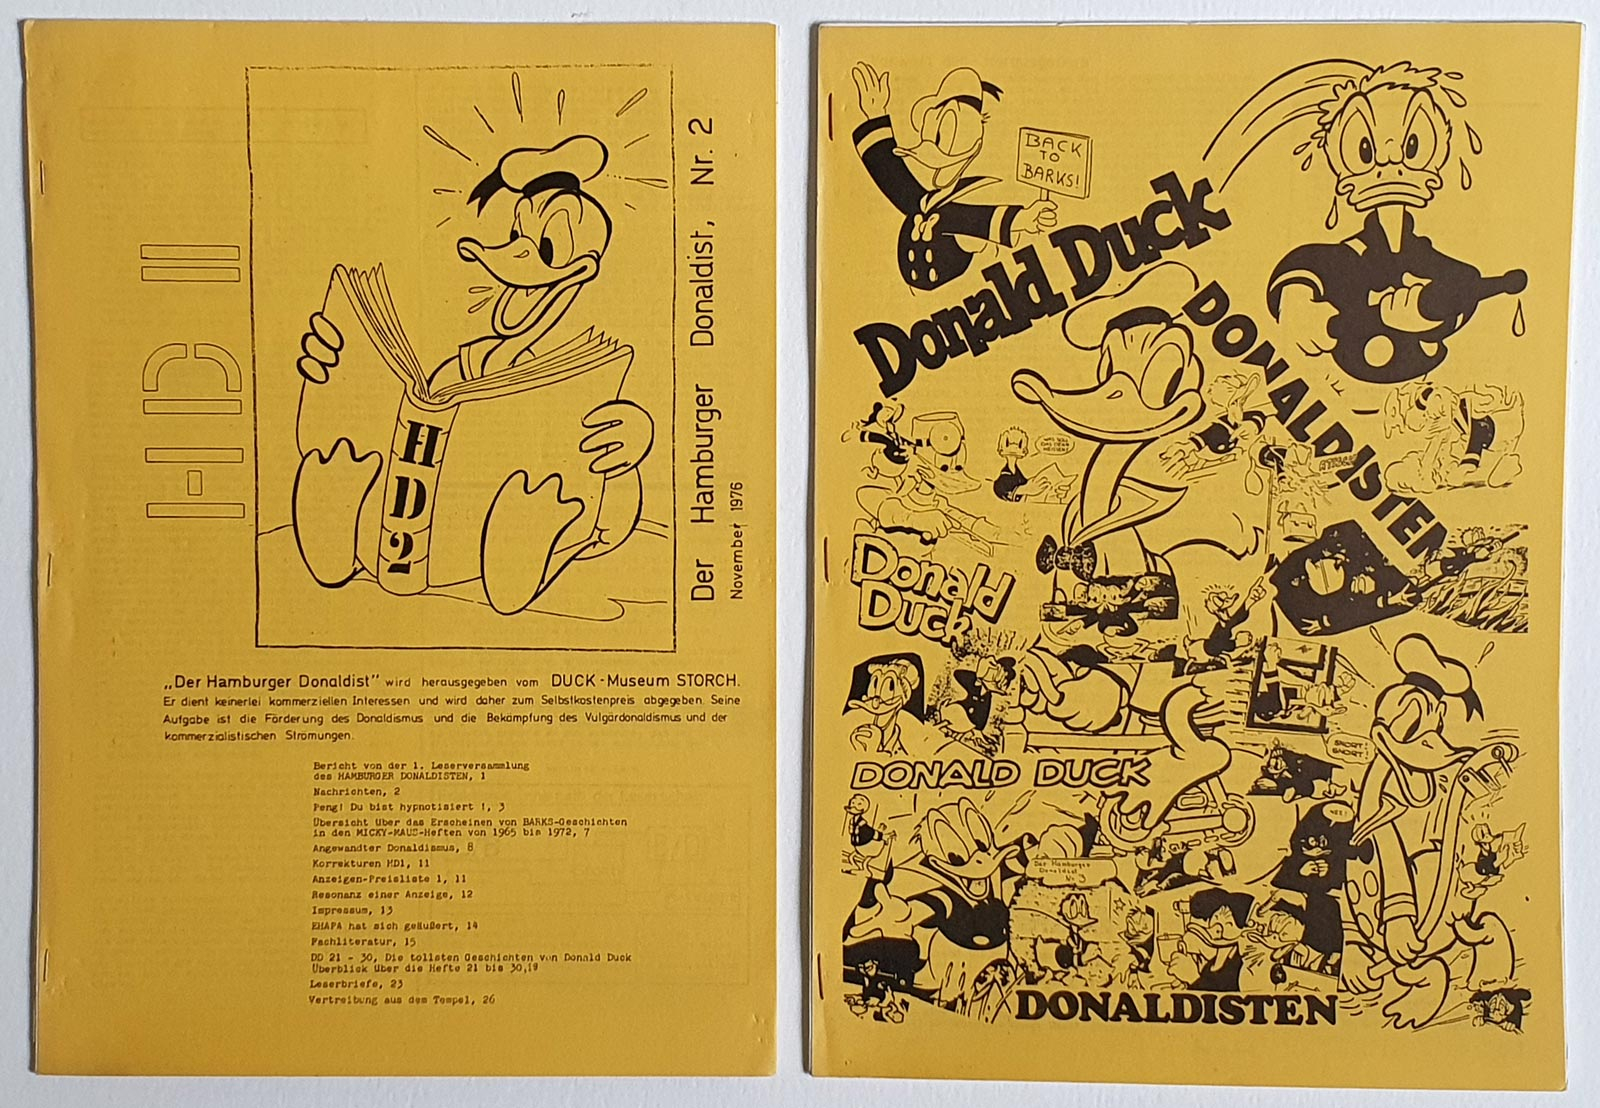 HD II
HD2
Der Hamburger Donaldist, Nr. 2
November 1976
„Der Hamburger Donaldist" wird herausgegeben vom DUCK-Museum STORCH.
Er dient keinerlei kommerziellen Interessen und wird daher zum Selbstkostenpreis abgegeben. Seine
Aufgabe ist die Förderung des Donaldismus und die Bekämpfung des Vulgärdonaldismus und der
kommerzialistischen Strömungen.
Bericht von der 1. Leserversammlung
des HAMBURGER DONALDISTEN, 1
Nachrichten, 2
Peng! Du bist hypnotisiert !, 3
Übersicht über das Erscheinen von BARKS-Geschichten
in den MICKY-MAUS-Heften von 1965 bis 1972, 7
Angewandter Donaldismus, 8
Korrekturen HD1, 11
Anzeigen-Preisliste 1, 11
Resonanz einer Anzeige, 12
Impressum, 13
EHAPA hat sich geäußert, 14
Fachliteratur, 15
DD 21 - 30, Die tollsten Geschichten von Donald Duck
Überblick über die Hefte 21 bis 30,18
Leserbriefe, 23
Vertreibung aus dem Tempel, 26
BACK
TO
BARKS!
Donald Duck
DONALDISTEN
Donald
Duck
DONALD DUCK
Der Hamburger
Donaldist
Nr 3
DONALDISTEN